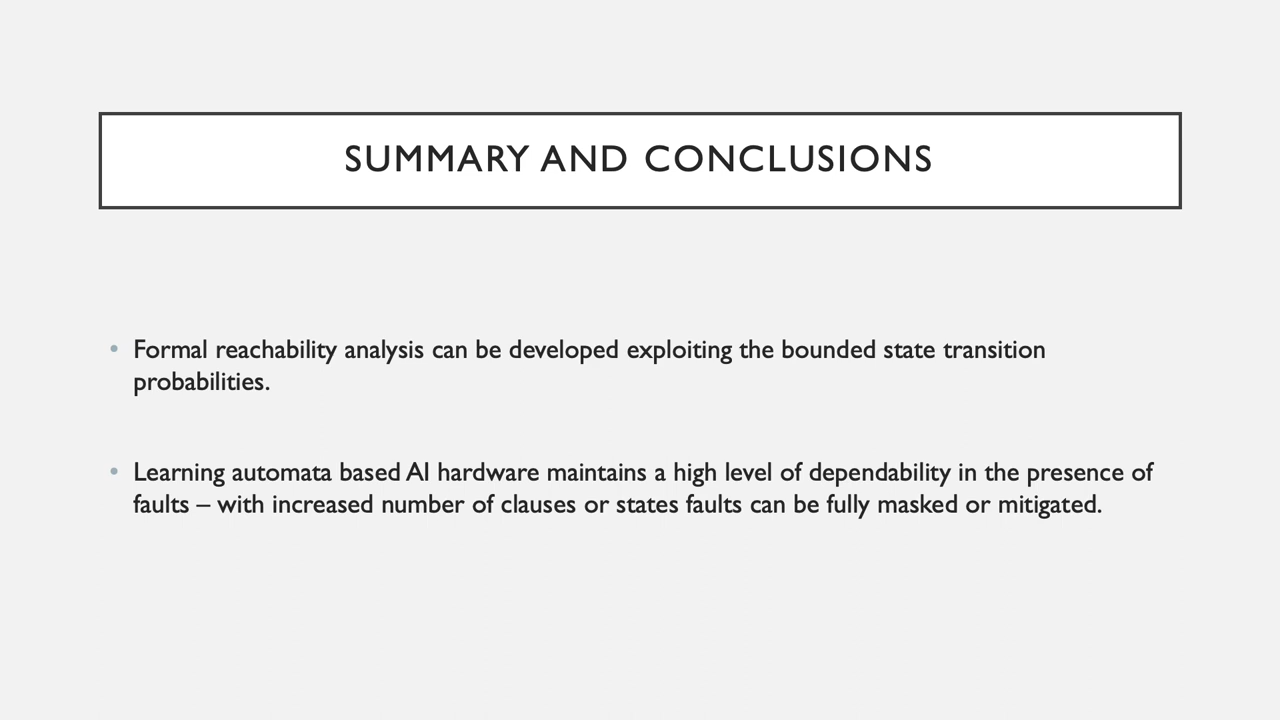 SUMMARY AND CONCLUSIONS
• Formal reachability analysis can be developed exploiting the bounded state transition
probabilities.
• Learning automata based AI hardware maintains a high level of dependability in the presence of
faults – with increased number of clauses or states faults can be fully masked or mitigated.